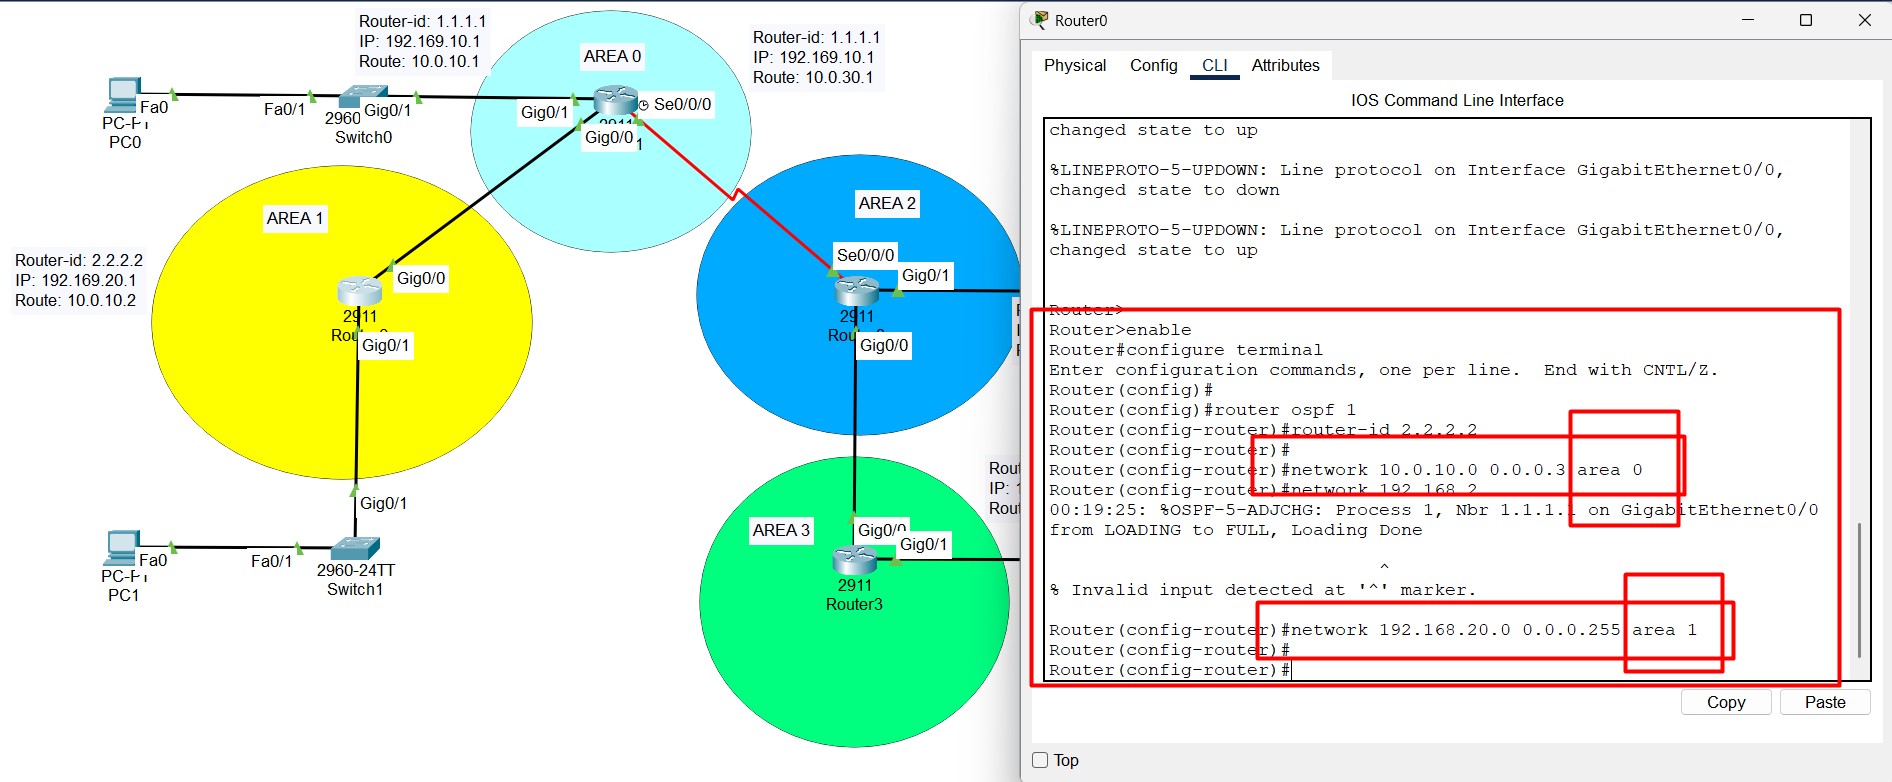 Router-id: 1.1.1.1
IP: 192.169.10.1
Route: 10.0.10.1
AREA 0
Router-id: 1.1.1.1
IP: 192.169.10.1
Route: 10.0.30.1
Fa0
PC0
Fa0/1
2960
Switch0
Gig0/1
Gig0/1
Se0/0/0
2911
Gig0/0
1
AREA 1
Router-id: 2.2.2.2
IP: 192.169.20.1
Route: 10.0.10.2
Gig0/0
2911
Gig0/1
Gig0/1
Fa0
PC1
Fa0/1
2960-24TT
Switch1
AREA 2
Se0/0/0
Gig0/1
2911
Gig0/0
AREA 3
Gig0/0
Gig0/1
2911
Router3
Rout
IP: 1
Rout
Router0
Physical Config CLI Attributes
IOS Command Line Interface
changed state to up
%LINEPROTO-5-UPDOWN: Line protocol on Interface GigabitEthernet0/0,
changed state to down
%LINEPROTO-5-UPDOWN: Line protocol on Interface GigabitEthernet0/0,
changed state to up
Router>
Router>enable
Router#configure terminal
Enter configuration commands, one per line.  End with CNTL/Z.
Router(config)#
Router(config)#router ospf 1
Router(config-router)#router-id 2.2.2.2
Router(config-router)#
Router(config-router)#network 10.0.10.0 0.0.0.3 area 0
Router(config-router)#network 192.168.2
00:19:25: %OSPF-5-ADJCHG: Process 1, Nbr 1.1.1.1 on GigabitEthernet0/0
from LOADING to FULL, Loading Done
^
% Invalid input detected at '^' marker.
Router(config-router)#network 192.168.20.0 0.0.0.255 area 1
Router(config-router)#
Router(config-router)#
Copy Paste
Top